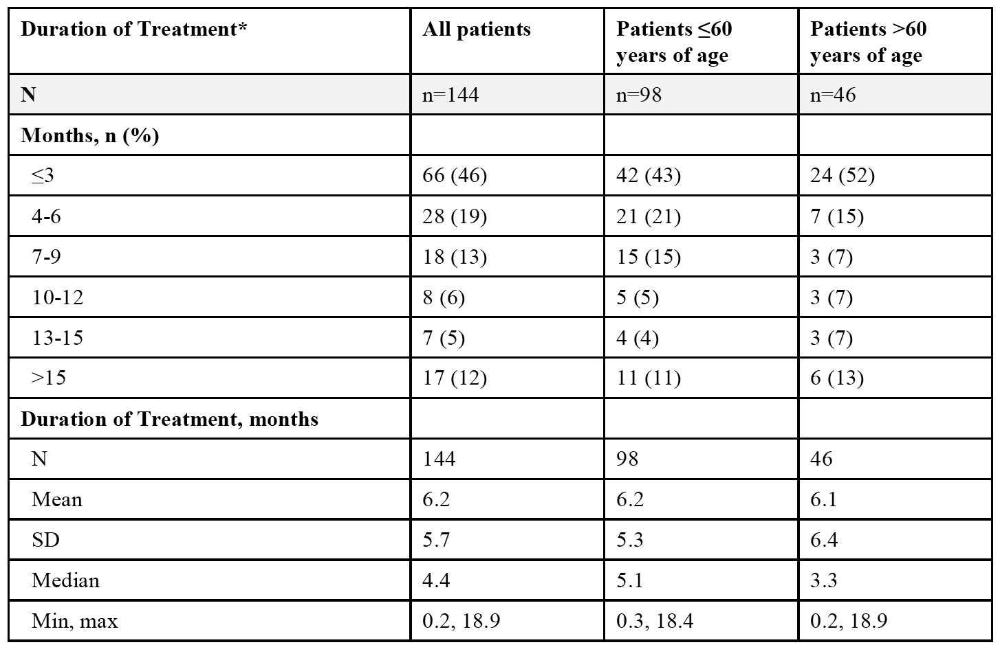 Duration of Treatment* All patients Patients ≤60 years of age Patients >60 years of age
N n=144 n=98 n=46
Months, n (%)
≤3 66 (46) 42 (43) 24 (52)
4-6 28 (19) 21 (21) 7 (15)
7-9 18 (13) 15 (15) 3 (7)
10-12 8 (6) 5 (5) 3 (7)
13-15 7 (5) 4 (4) 3 (7)
>15 17 (12) 11 (11) 6 (13)
Duration of Treatment, months
N 144 98 46
Mean 6.2 6.2 6.1
SD 5.7 5.3 6.4
Median 4.4 5.1 3.3
Min, max 0.2, 18.9 0.3, 18.4 0.2, 18.9